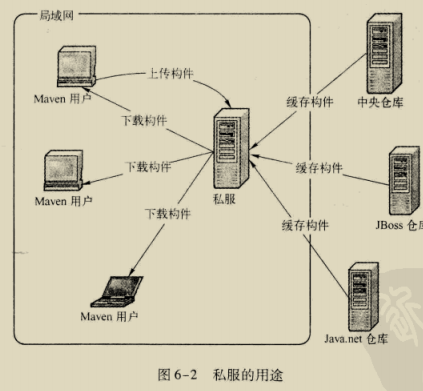 局域网
上传构件
Maven 用户
下载构件
缓存构件
中央仓库
下载构件
Maven 用户
私服
缓存构件
JBoss 仓
下载构件
缓存构件
Maven 用户
Java.net 仓库
图 6-2 私服的用途